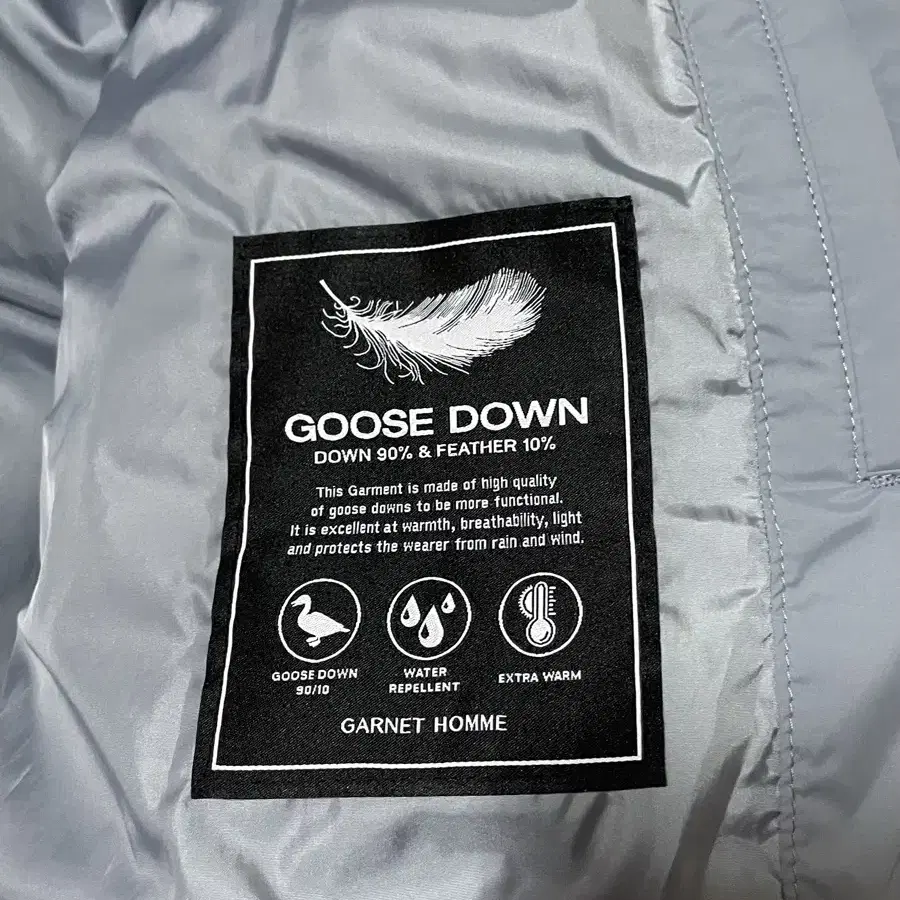 GOOSE DOWN
DOWN 90% & FEATHER 10%
This Garment is made of high quality
of goose downs to be more functional.
It is excellent at warmth, breathability, light
and protects the wearer from rain and wind.
GOOSE DOWN
90/10
WATER
REPELLENT
EXTRA WARM
GARNET HOMME